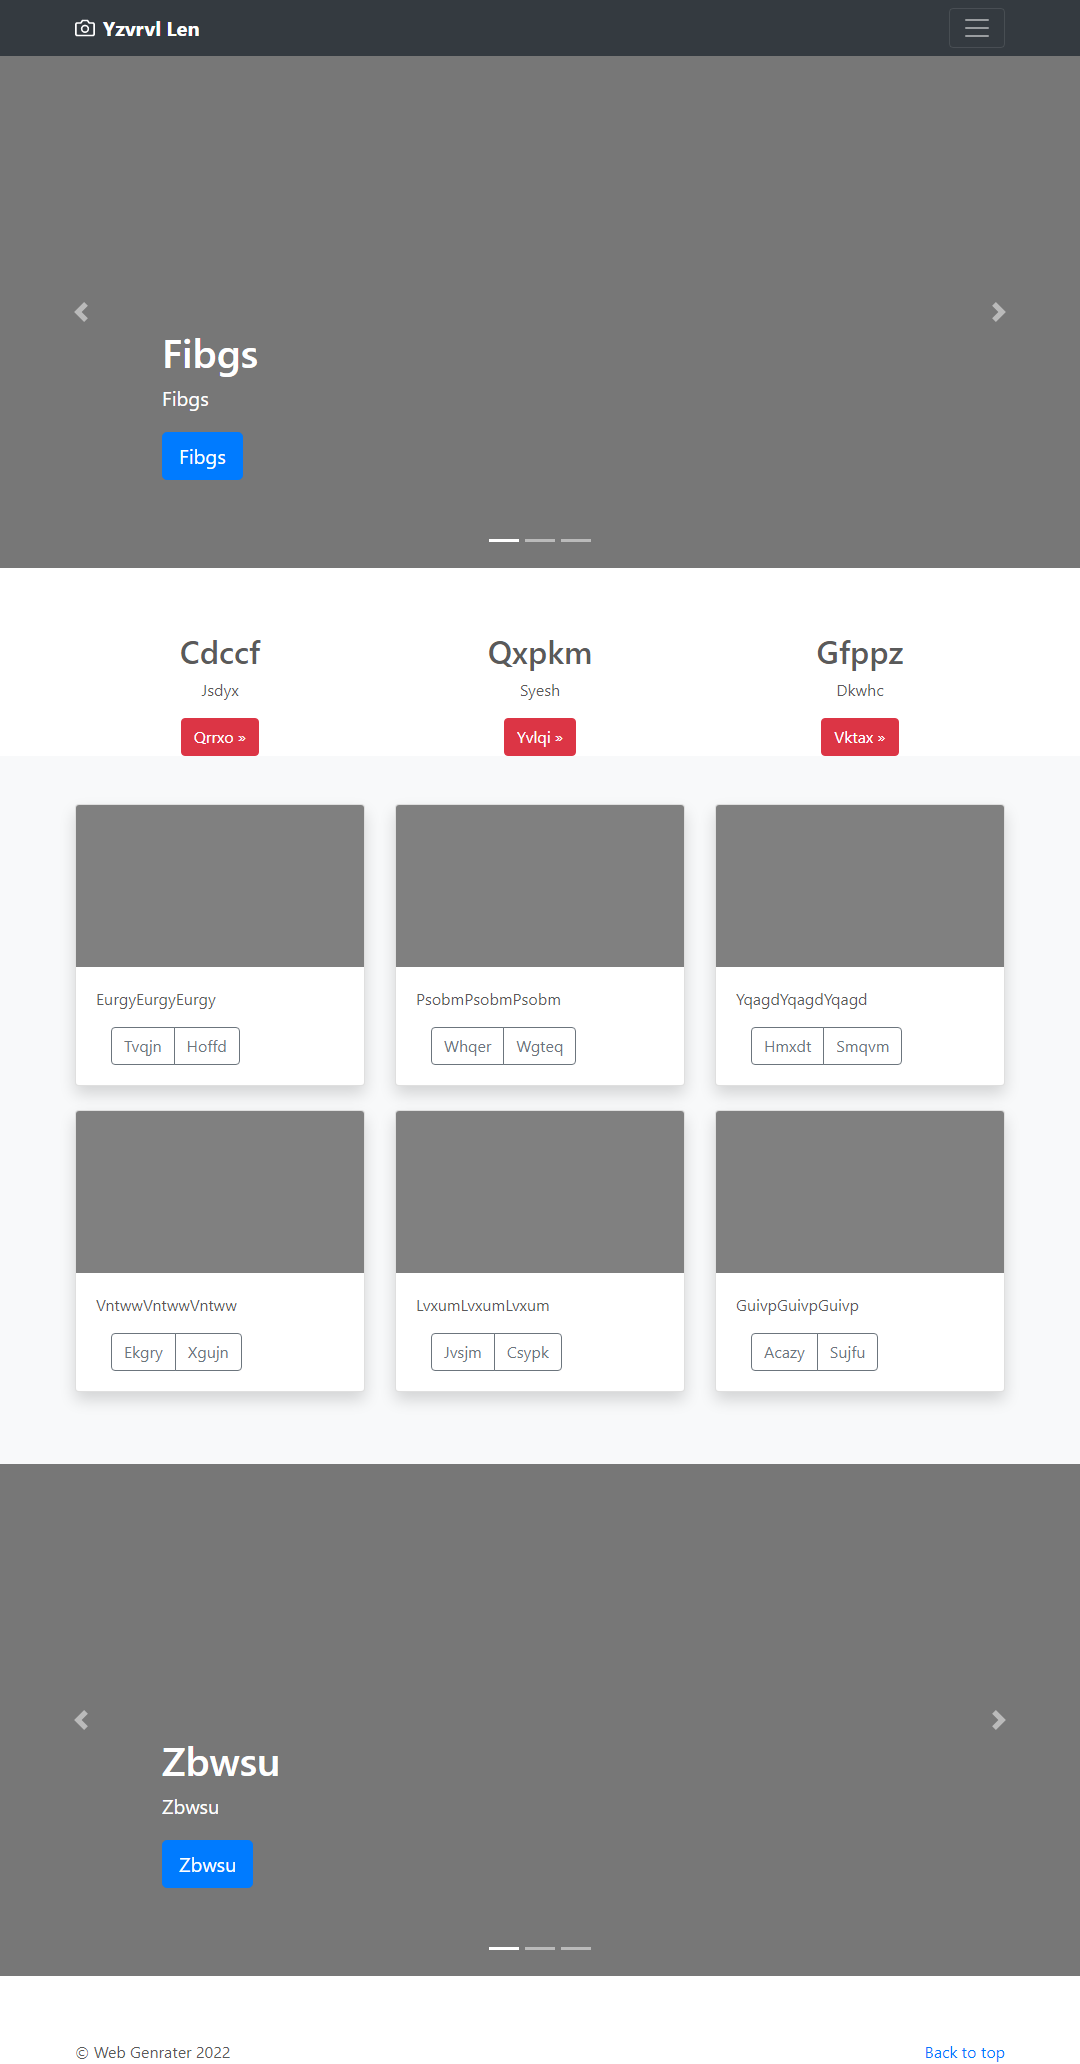 Yzvrvl Len
Fibgs
Fibgs
Fibgs
Cdccf
Qxpkm
Gfppz
Jsdyx
Syesh
Dkwhc
Qrrxo »
Yvlqi »
Vktax »
EurgyEurgyEurgy
PsobmPsobmPsobm
YqagdYqagdYqagd
Tvqjn Hoffd
Whqer Wgteq
Hmxdt Smqvm
VntwwVntwwVntww
LvxumLvxumLvxum
GuivpGuivpGuivp
Ekgry Xgujn
Jvsjm Csypk
Acazy Sujfu
Zbwsu
Zbwsu
Zbwsu
© Web Genrater 2022
Back to top